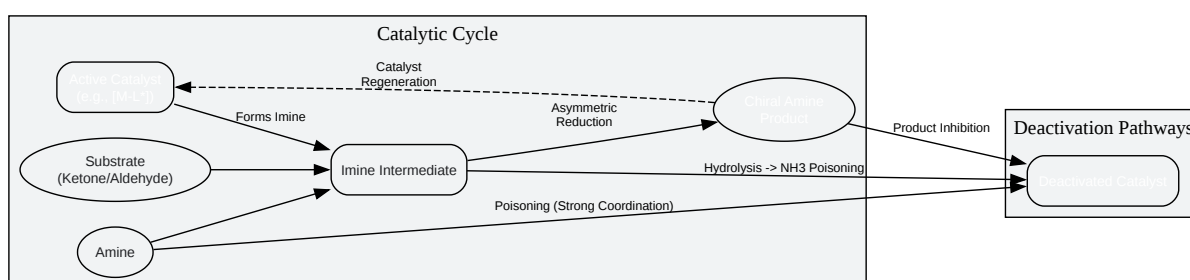 Catalytic Cycle
Active Catalyst
(e.g., [M-L*])
Catalyst
Regeneration
Forms Imine
Asymmetric
Reduction
Chiral Amine
Product
Product Inhibition
Deactivation Pathways
Substrate
(Ketone/Aldehyde)
Imine Intermediate
Hydrolysis -> NH3 Poisoning
Deactivated Catalyst
Poisoning (Strong Coordination)
Amine